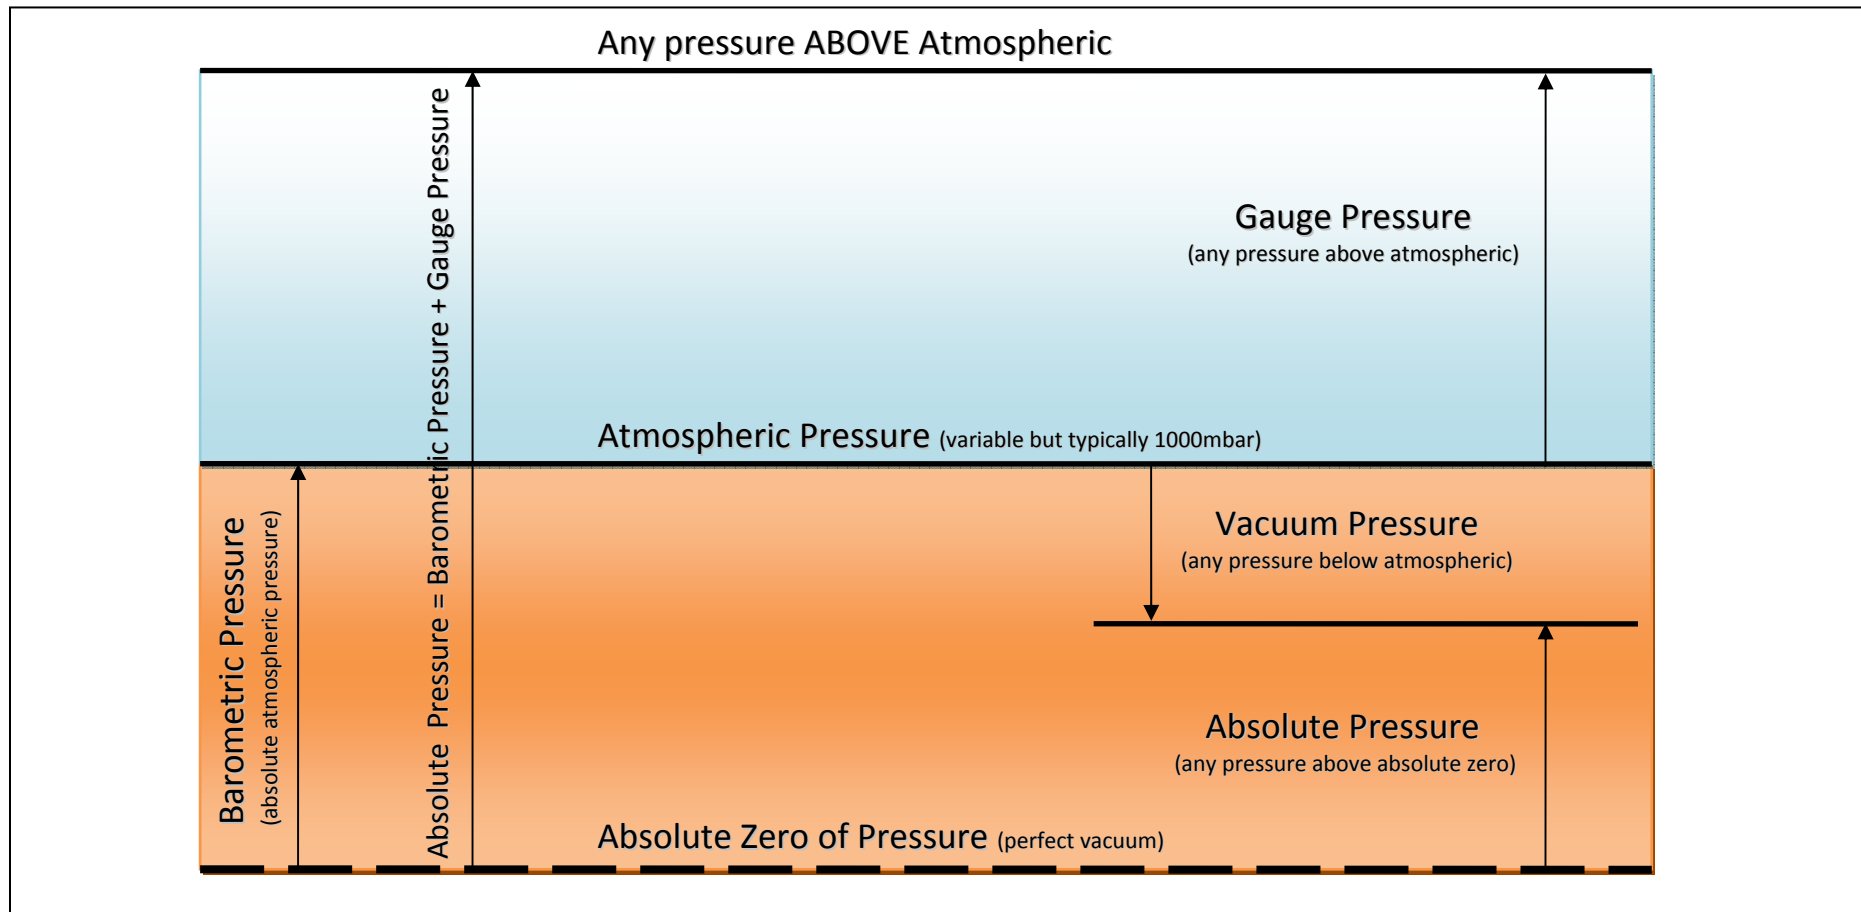 Any pressure ABOVE Atmospheric
Absolute  Pressure = Barometric Pressure + Gauge Pressure
Gauge Pressure
(any pressure above atmospheric)
Atmospheric Pressure (variable but typically 1000mbar)
Barometric Pressure
(absolute atmospheric pressure)
Vacuum Pressure
(any pressure below atmospheric)
Absolute Pressure
(any pressure above absolute zero)
Absolute Zero of Pressure (perfect vacuum)